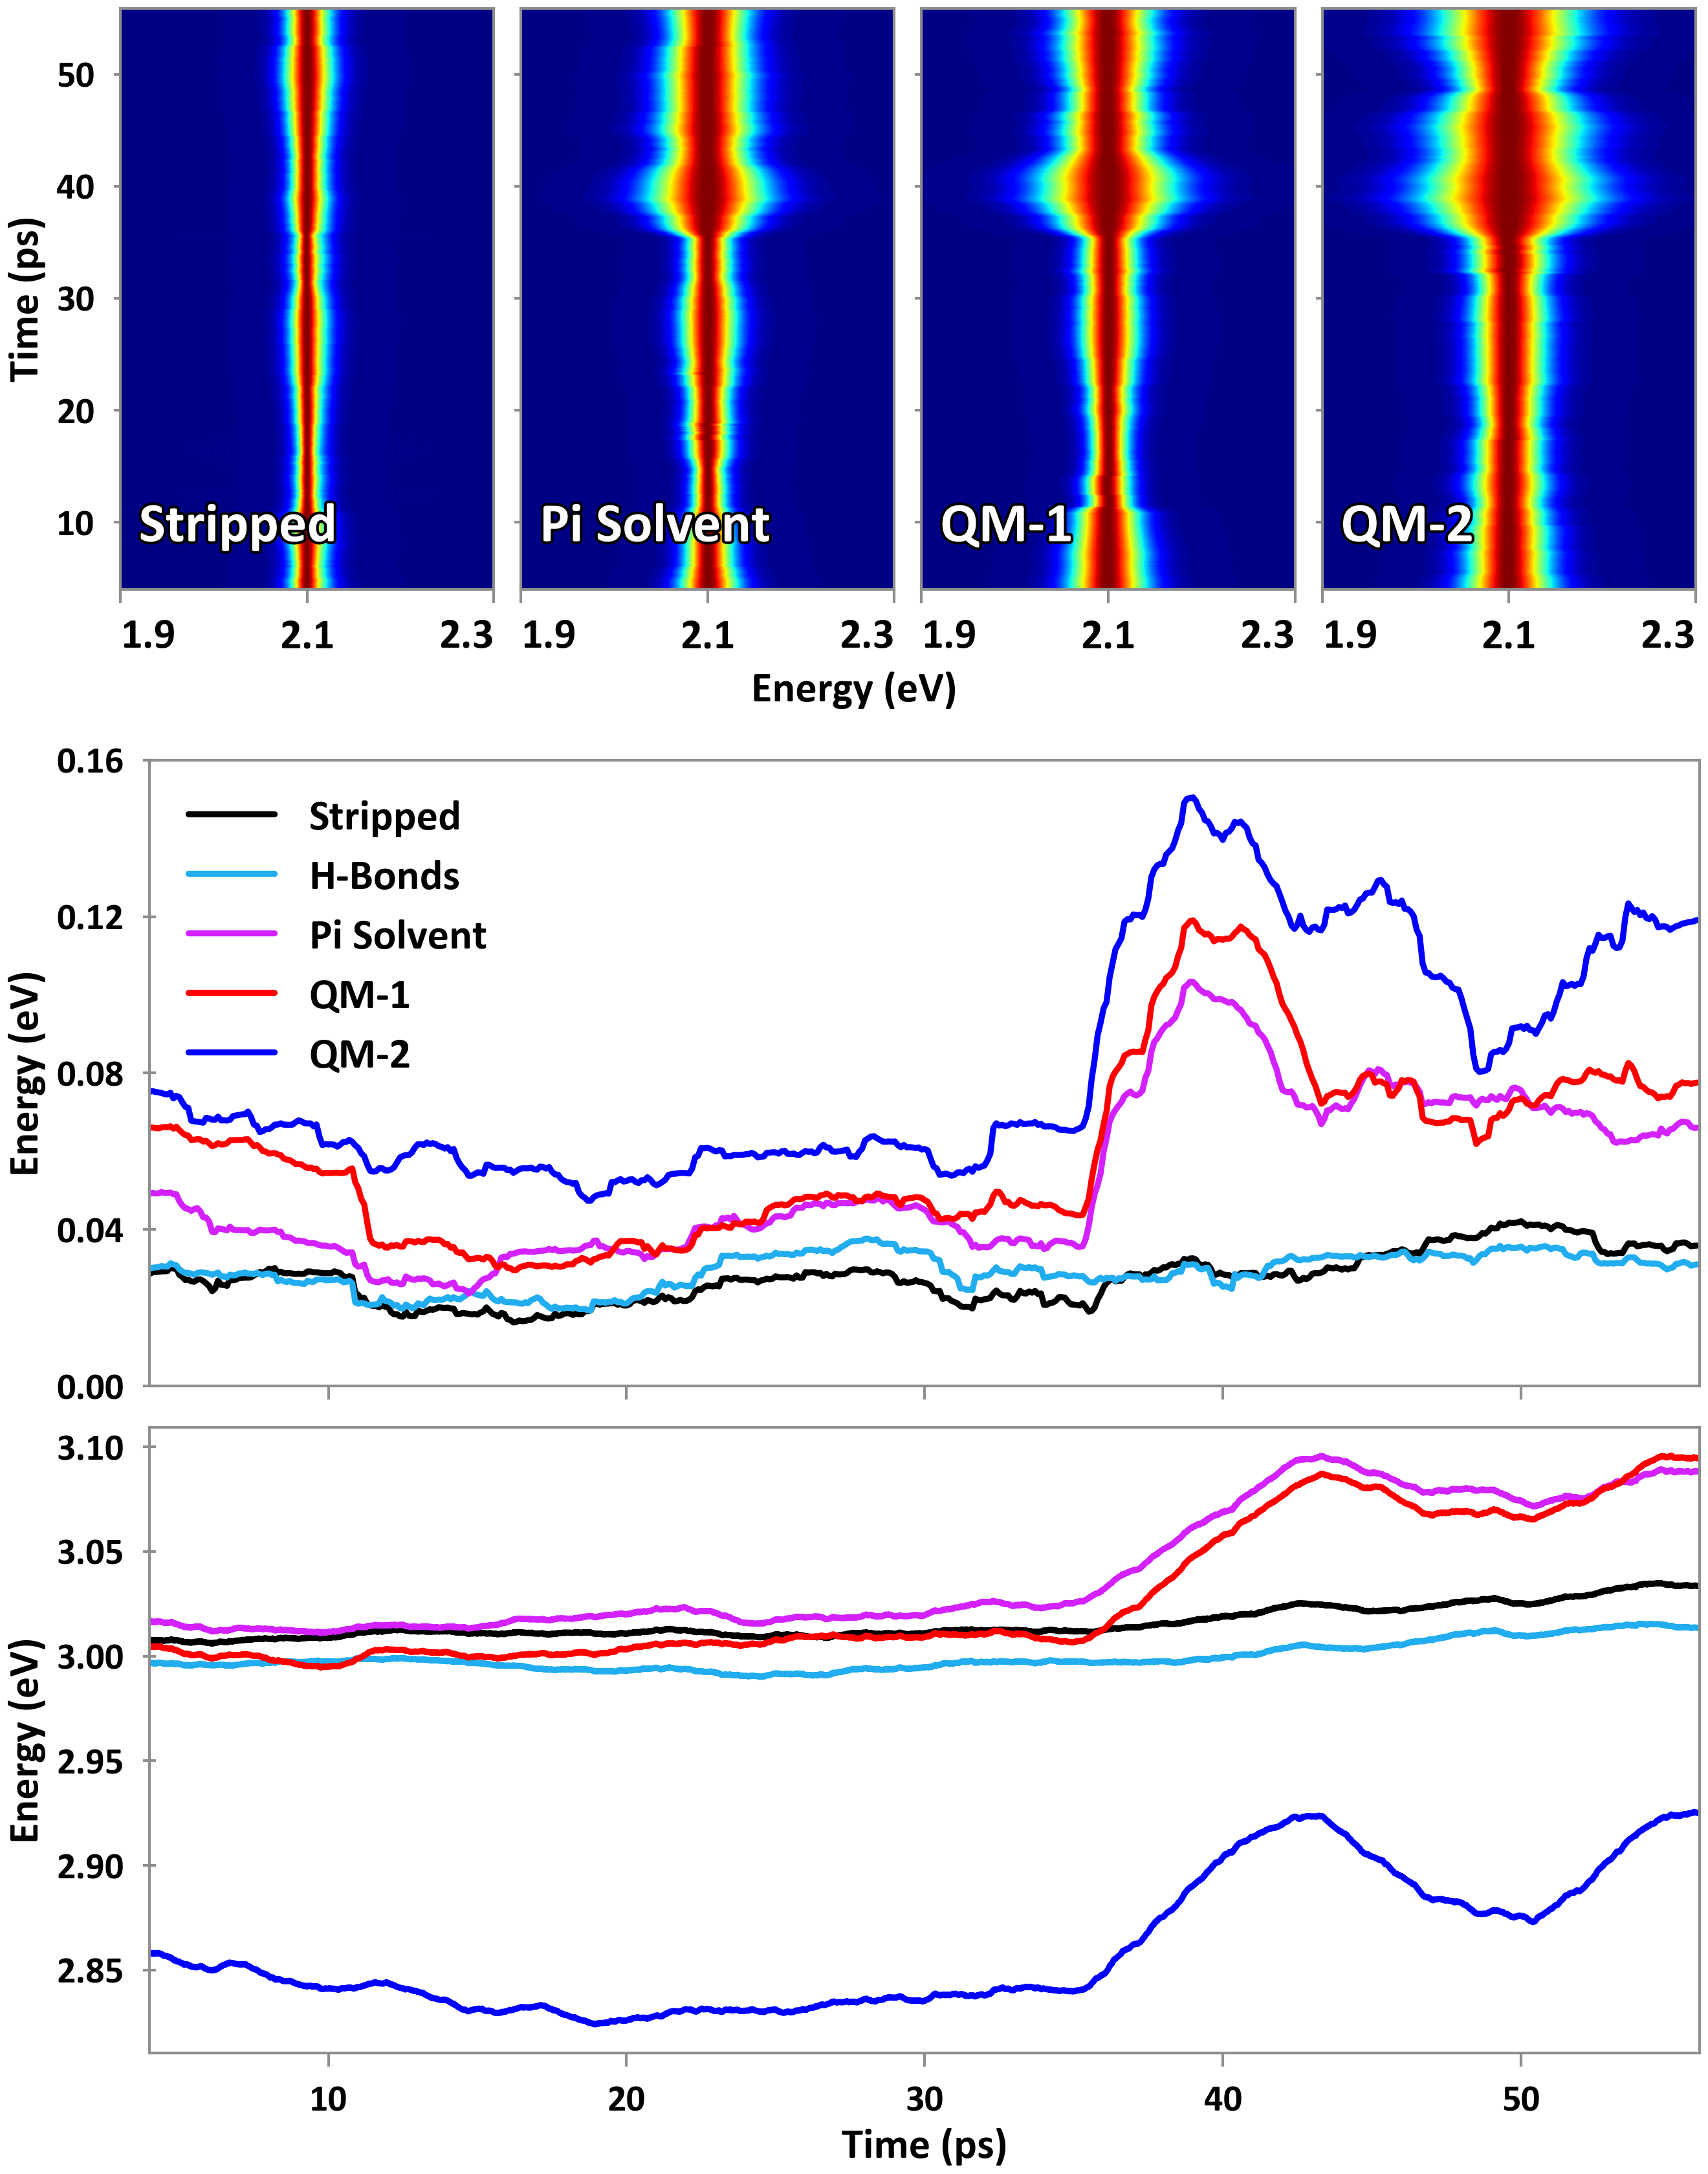 Time (ps)
50
40
30
20
10
Stripped
Pi Solvent
QM-1
QM-2
1.9 2.1 2.3
1.9 2.1 2.3
1.9 2.1 2.3
1.9 2.1 2.3
Energy (eV)
Energy (eV)
0.16
0.12
0.08
0.04
0.00
Stripped
H-Bonds
Pi Solvent
QM-1
QM-2
Energy (eV)
3.10
3.05
3.00
2.95
2.90
2.85
10 20 30 40 50
Time (ps)